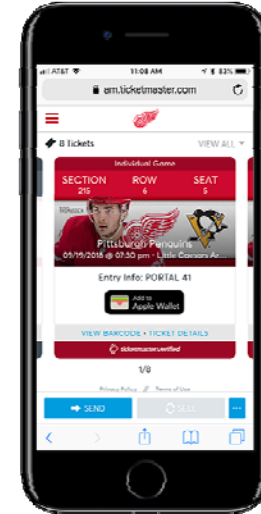 AT&T
11:08 AM
83%
am.ticketmaster.com
8 Tickets
VIEW ALL
Individual Game
SECTION ROW SEAT
215 6 5
Pittsburgh Penguins
09/19/2018 @ 07:30 pm · Little Caesars Ar...
Entry Info: PORTAL 41
Add to
Apple Wallet
VIEW BARCODE • TICKET DETAILS
ticketmaster verified
1/8
Privacy Policy // Terms of Use
SEND
SELL